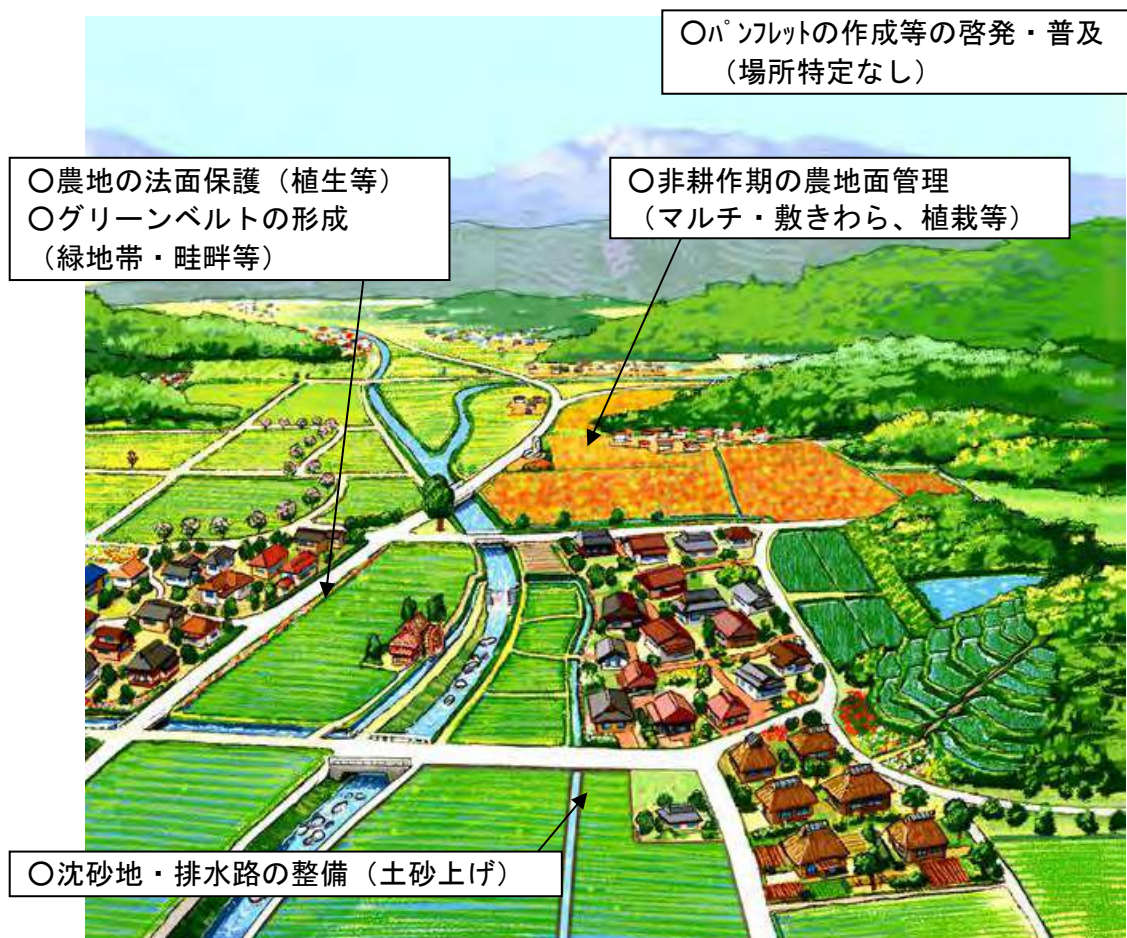 ○ﾊﾟﾝﾌﾚｯﾄの作成等の啓発・普及
（場所特定なし）
○農地の法面保護（植生等）
○グリーンベルトの形成
（緑地帯・畦畔等）
○非耕作期の農地面管理
（マルチ・敷きわら、植栽等）
○沈砂地・排水路の整備（土砂上げ）